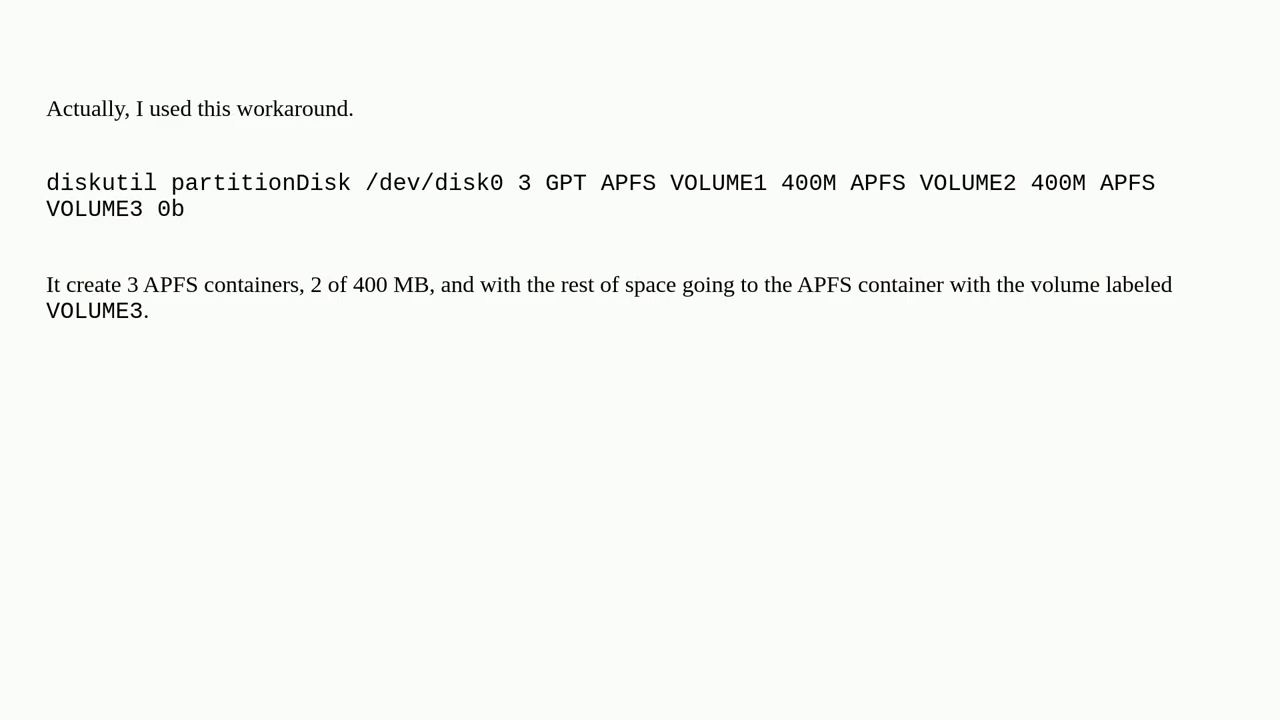 Actually, I used this workaround.
diskutil partitionDisk /dev/disk0 3 GPT APFS VOLUME1 400M APFS VOLUME2 400M APFS
VOLUME3 0b
It create 3 APFS containers, 2 of 400 MB, and with the rest of space going to the APFS container with the volume labeled
VOLUME3.